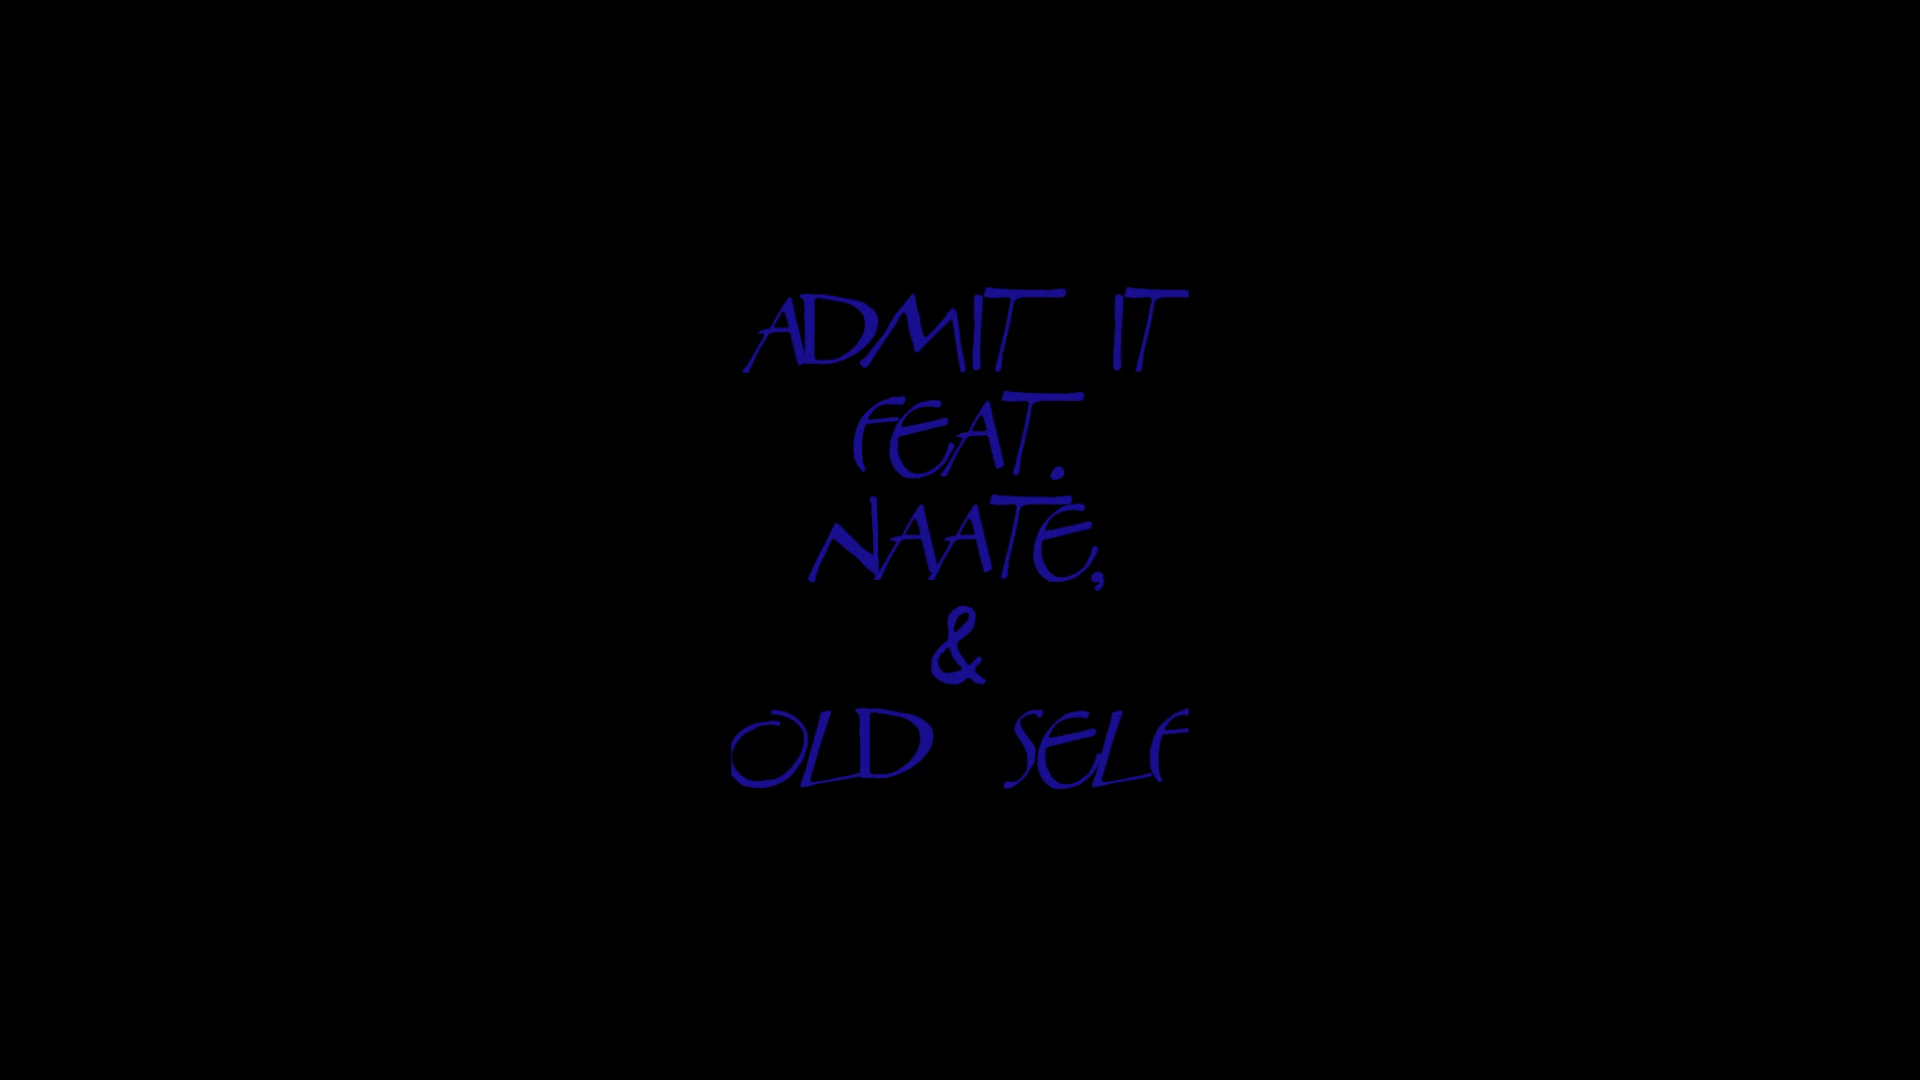 ADMIT IT
FEAT.
NAATE,
&
OLD SELF